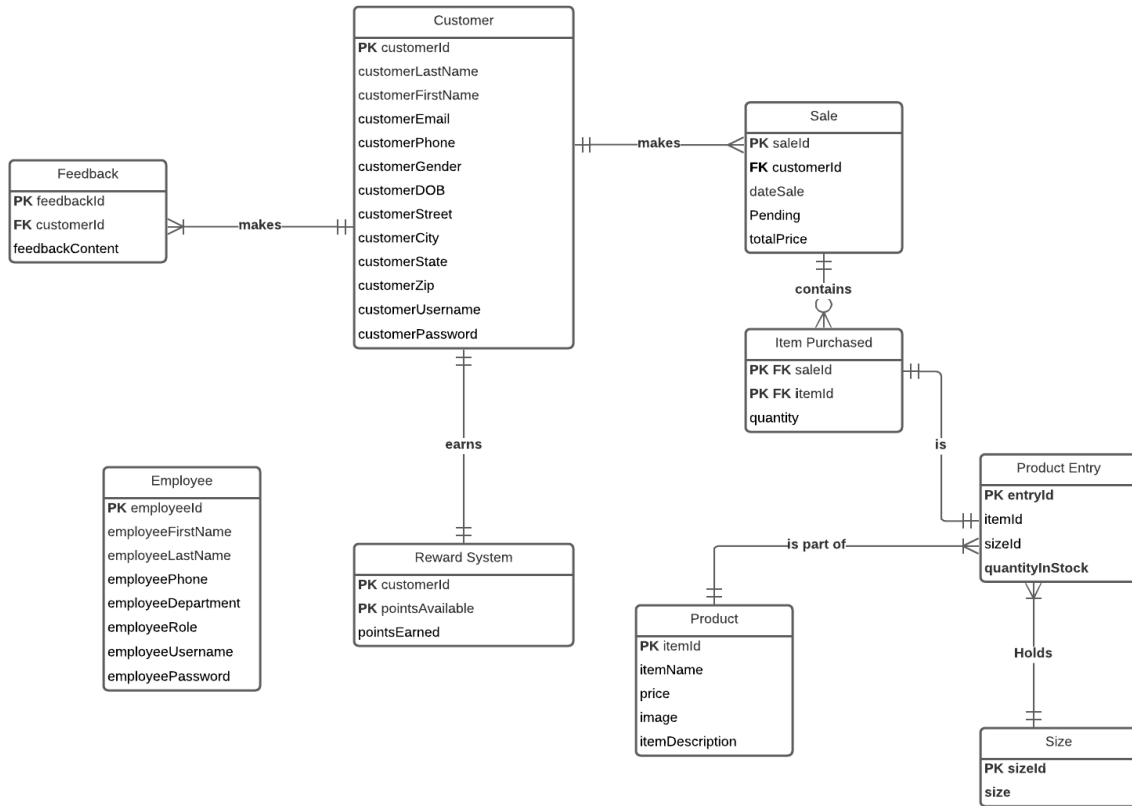 Customer
PK customerId
customerLastName
customerFirstName
customerEmail
customerPhone
customerGender
customerDOB
customerStreet
customerCity
customerState
customerZip
customerUsername
customerPassword
makes
Sale
PK saleId
FK customerId
dateSale
Pending
totalPrice
Feedback
PK feedbackId
FK customerId
feedbackContent
makes
contains
Item Purchased
PK FK saleId
PK FK itemId
quantity
earns
is
Employee
PK employeeId
employeeFirstName
employeeLastName
employeePhone
employeeDepartment
employeeRole
employeeUsername
employeePassword
Reward System
PK customerId
PK pointsAvailable
pointsEarned
Product Entry
PK entryId
itemId
sizeId
quantityInStock
is part of
Product
PK itemId
itemName
price
image
itemDescription
Holds
Size
PK sizeId
size